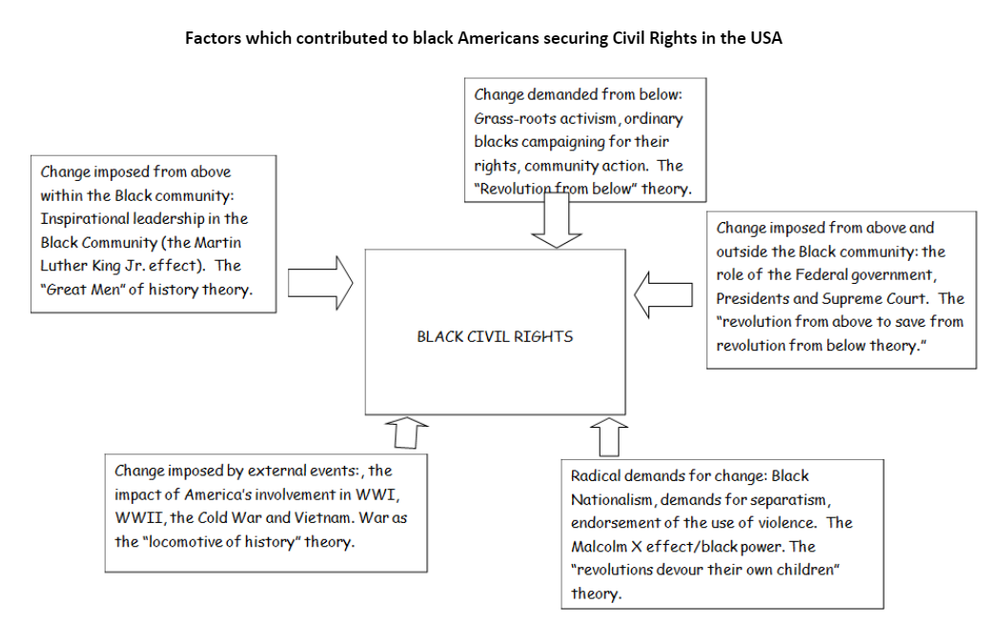 Factors which contributed to black Americans securing Civil Rights in the USA
Change demanded from below:
Grass-roots activism, ordinary
blacks campaigning for their
rights, community action. The
"Revolution from below" theory.
Change imposed from above
within the Black community:
Inspirational leadership in the
Black Community (the Martin
Luther King Jr. effect). The
"Great Men" of history theory.
Change imposed from above and
outside the Black community: the
role of the Federal government,
Presidents and Supreme Court. The
"revolution from above to save from
revolution from below theory."
BLACK CIVIL RIGHTS
Change imposed by external events:, the
impact of America's involvement in WWI,
WWII, the Cold War and Vietnam. War as
the "locomotive of history" theory.
Radical demands for change: Black
Nationalism, demands for separatism,
endorsement of the use of violence. The
Malcolm X effect/black power. The
"revolutions devour their own children"
theory.